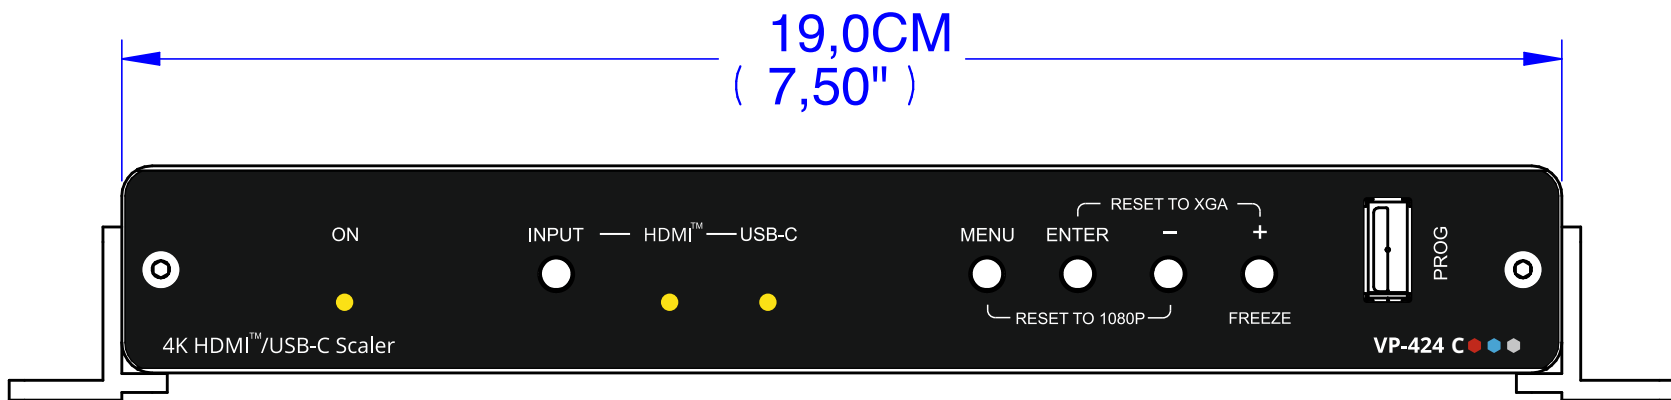 19,0CM
( 7,50" )
RESET TO XGA
ON
INPUT HDMI™ USB-C
MENU ENTER − +
PROG
RESET TO 1080P FREEZE
4K HDMI™/USB-C Scaler
VP-424 C